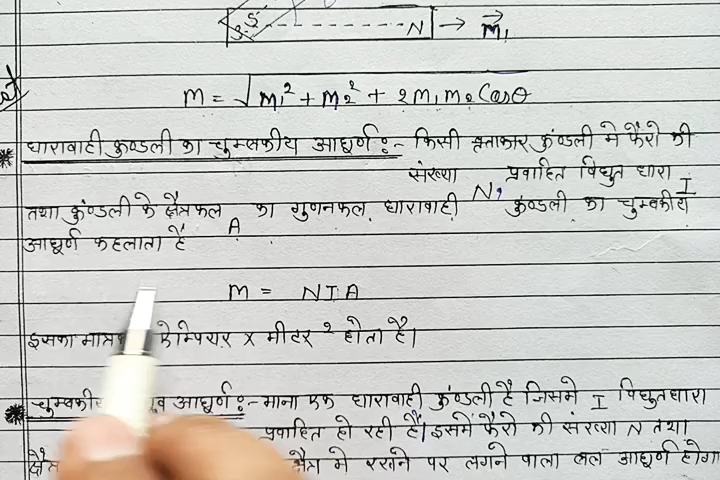 S N → M⃗₁
M = √M₁² + M₂² + 2M₁M₂Cosθ
धारावाही कुण्डली का चुम्बकीय आघूर्ण :- किसी वृत्ताकार कुंण्डली मे फैरो की
संख्या N, प्रवाहित विधुत धारा I
तथा कुंण्डली के क्षैत्रफल A का गुणनफल धारावाही कुंण्डली का चुम्बकीय
आघूर्ण कहलाता है
M = NIA
इसका मात्रक ऐम्पियर × मीटर² होता है।
चुम्बकीय आघूर्ण :- माना एक धारावाही कुंण्डली है जिसमे I विधुतधारा
प्रवाहित हो रही है। इसमें फैरो की संख्या N तथा
मे रखने पर लगने वाला बल आघूर्ण होगा